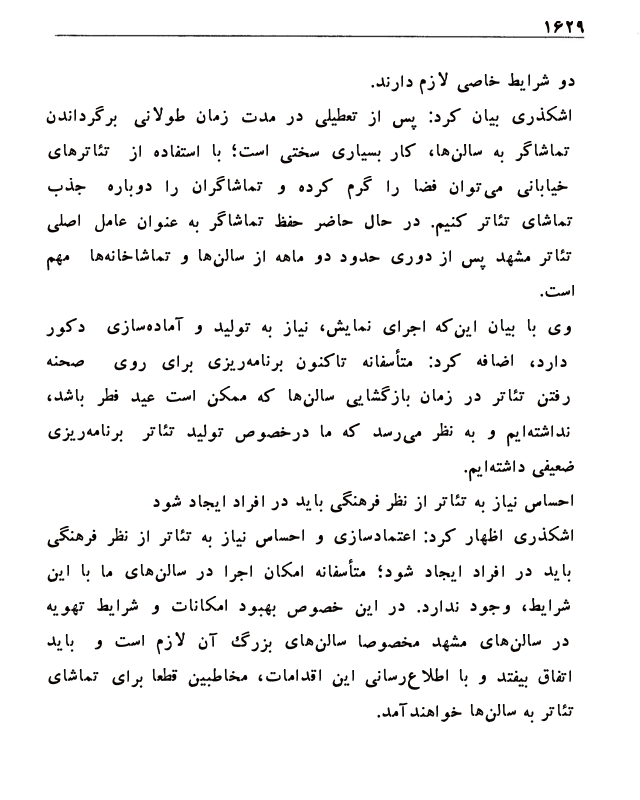 ۱۶۲۹
دو شرایط خاصی لازم دارند.
اشکذری بیان کرد: پس از تعطیلی در مدت زمان طولانی برگرداندن
تماشاگر به سالن‌ها، کار بسیاری سختی است؛ با استفاده از تئاترهای
خیابانی می‌توان فضا را گرم کرده و تماشاگران را دوباره جذب
تماشای تئاتر کنیم. در حال حاضر حفظ تماشاگر به عنوان عامل اصلی
تئاتر مشهد پس از دوری حدود دو ماهه از سالن‌ها و تماشاخانه‌ها مهم
است.
وی با بیان این‌که اجرای نمایش، نیاز به تولید و آماده‌سازی دکور
دارد، اضافه کرد: متأسفانه تاکنون برنامه‌ریزی برای روی صحنه
رفتن تئاتر در زمان بازگشایی سالن‌ها که ممکن است عید فطر باشد،
نداشته‌ایم و به نظر می‌رسد که ما درخصوص تولید تئاتر برنامه‌ریزی
ضعیفی داشته‌ایم.
احساس نیاز به تئاتر از نظر فرهنگی باید در افراد ایجاد شود
اشکذری اظهار کرد: اعتمادسازی و احساس نیاز به تئاتر از نظر فرهنگی
باید در افراد ایجاد شود؛ متأسفانه امکان اجرا در سالن‌های ما با این
شرایط، وجود ندارد. در این خصوص بهبود امکانات و شرایط تهویه
در سالن‌های مشهد مخصوصا سالن‌های بزرگ آن لازم است و باید
اتفاق بیفتد و با اطلاع‌رسانی این اقدامات، مخاطبین قطعا برای تماشای
تئاتر به سالن‌ها خواهندآمد.